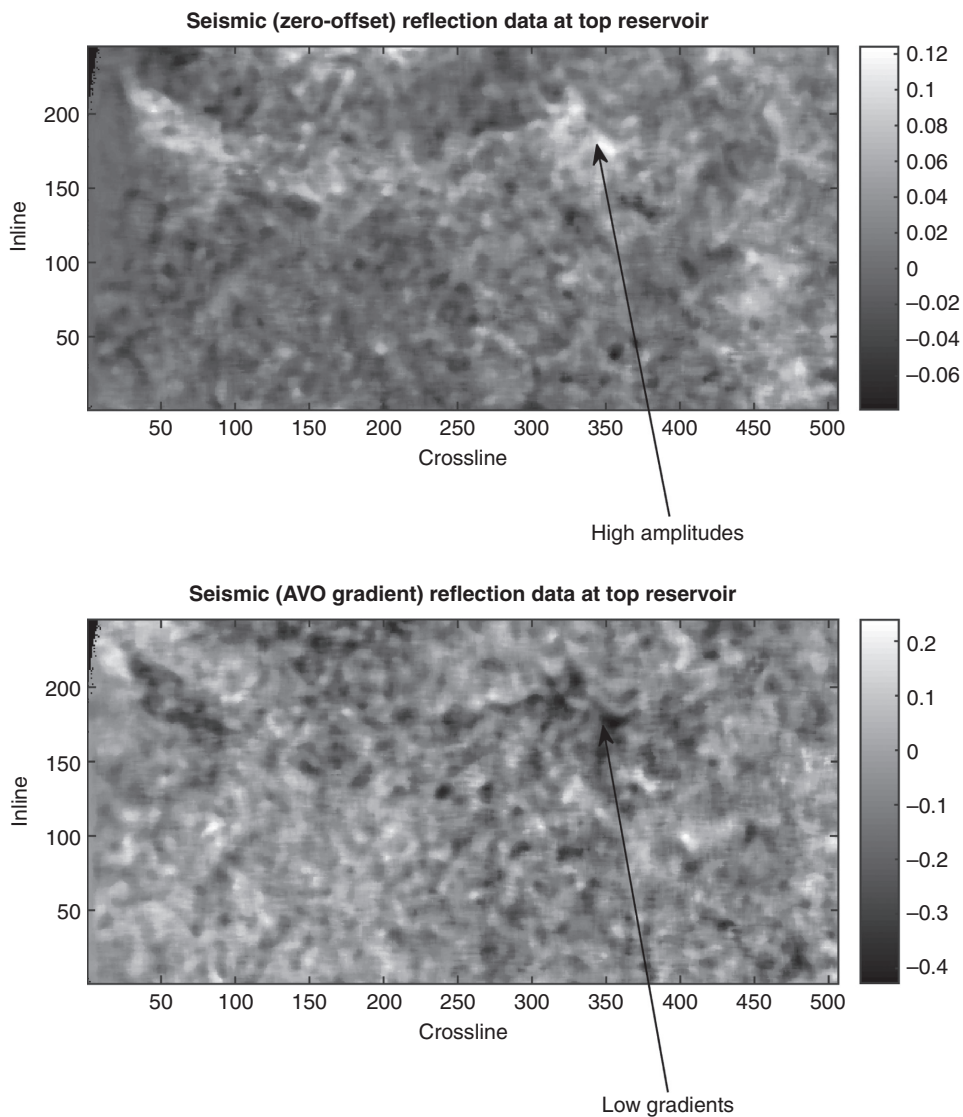 Seismic (zero-offset) reflection data at top reservoir
0.12
0.10
0.08
0.06
0.04
0.02
0
−0.02
−0.04
−0.06
200
150
100
50
Inline
50 100 150 200 250 300 350 400 450 500
Crossline
High amplitudes
Seismic (AVO gradient) reflection data at top reservoir
0.2
0.1
0
−0.1
−0.2
−0.3
−0.4
200
150
100
50
Inline
50 100 150 200 250 300 350 400 450 500
Crossline
Low gradients